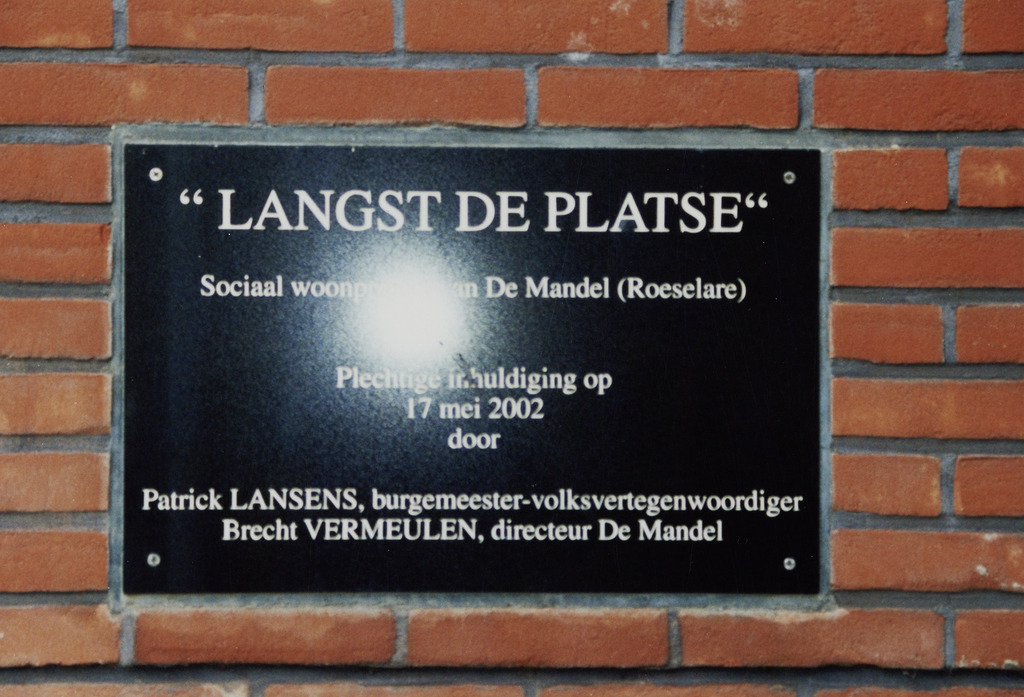 “ LANGST DE PLATSE“
Sociaal De Mandel (Roeselare)
Plechtige inhuldiging op
17 mei 2002
door
Patrick LANSENS, burgemeester-volksvertegenwoordiger
Brecht VERMEULEN, directeur De Mandel